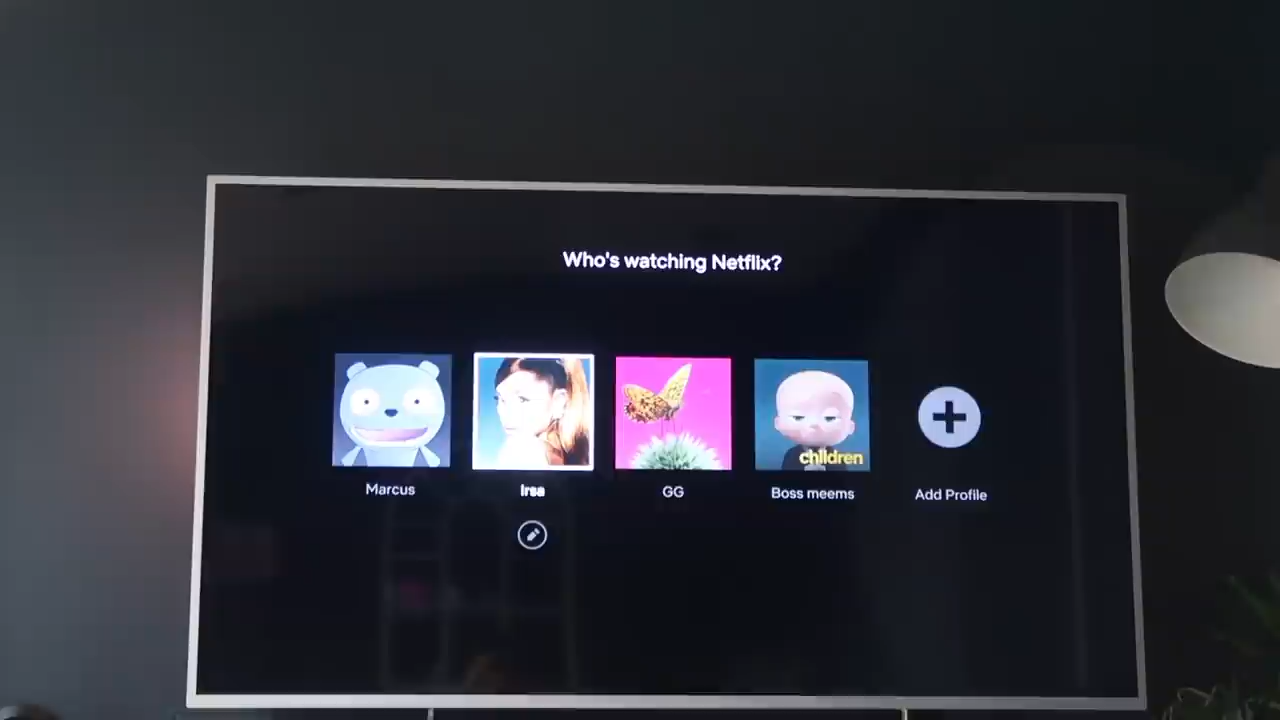 Who's watching Netflix?
children
Marcus
Irsa
GG
Boss meems
Add Profile